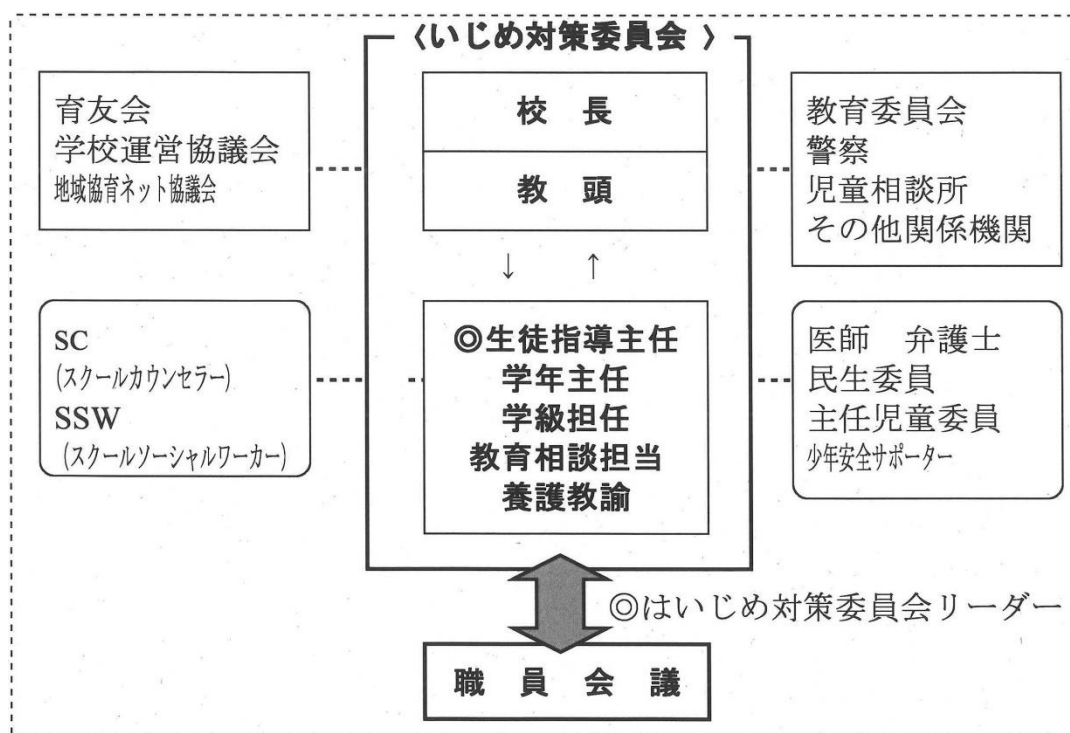 〈いじめ対策委員会 〉
育友会
学校運営協議会
地域協育ネット協議会
校 長
教 頭
教育委員会
警察
児童相談所
その他関係機関
↓ ↑
SC
(スクールカウンセラー)
SSW
(スクールソーシャルワーカー)
◎生徒指導主任
学年主任
学級担任
教育相談担当
養護教諭
医師 弁護士
民生委員
主任児童委員
少年安全サポーター
◎はいじめ対策委員会リーダー
職 員 会 議